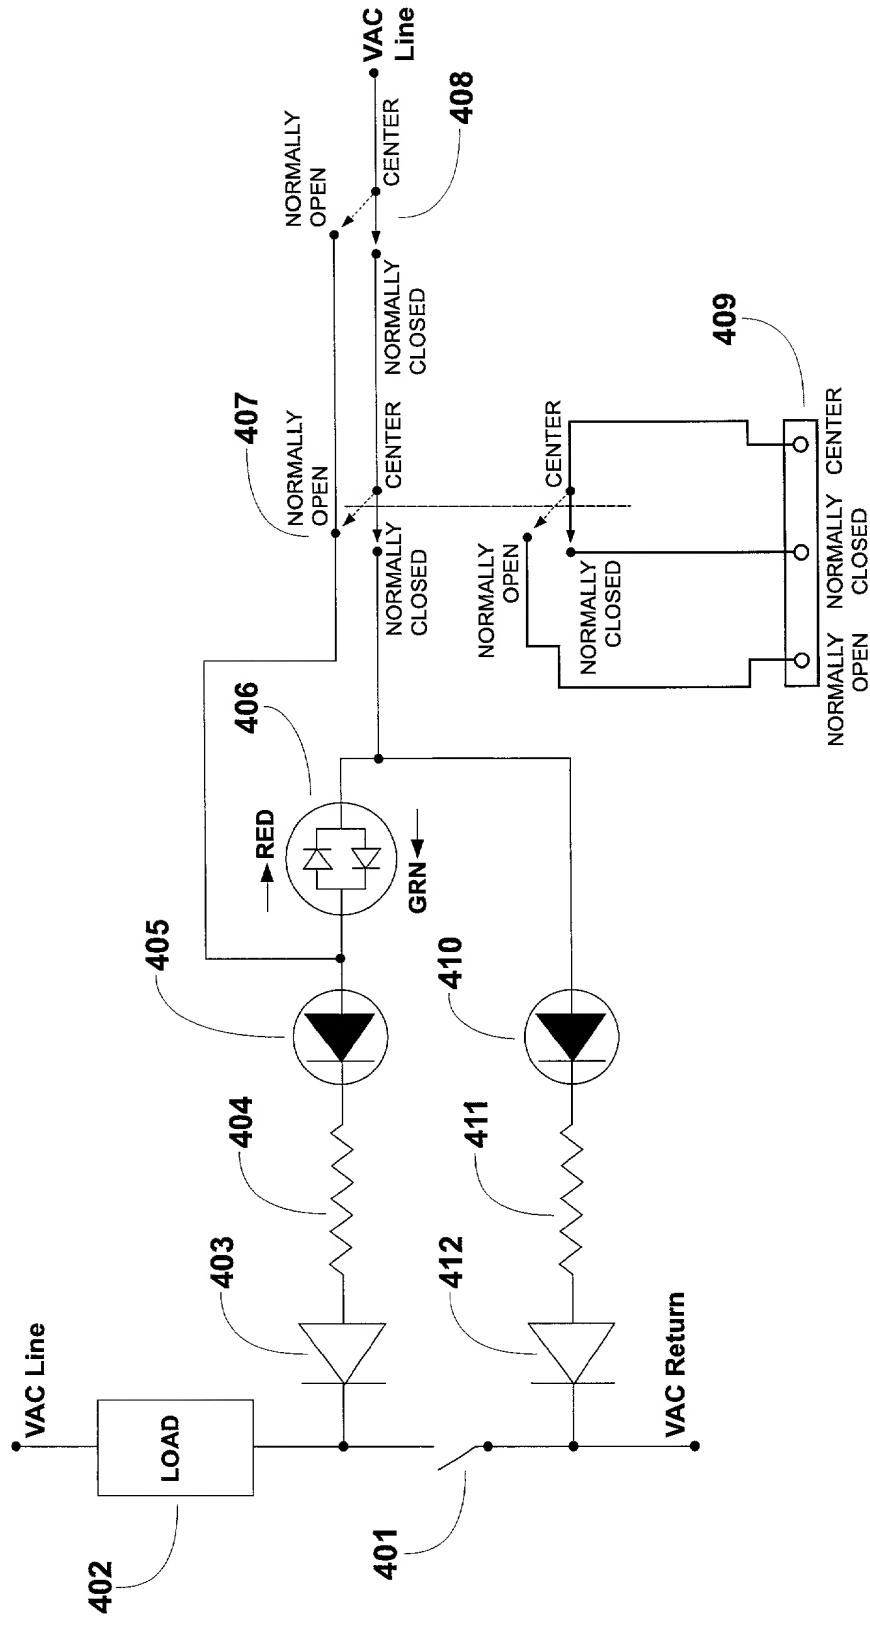 VAC
Line
408
NORMALLY
OPEN
CENTER
NORMALLY
CLOSED
407
NORMALLY
OPEN
CENTER
NORMALLY
CLOSED
409
CENTER
NORMALLY
OPEN
NORMALLY
CLOSED
CENTER
NORMALLY
CLOSED
NORMALLY
OPEN
406
RED
GRN
405
410
404
411
403
412
VAC Line
LOAD
402
401
VAC Return